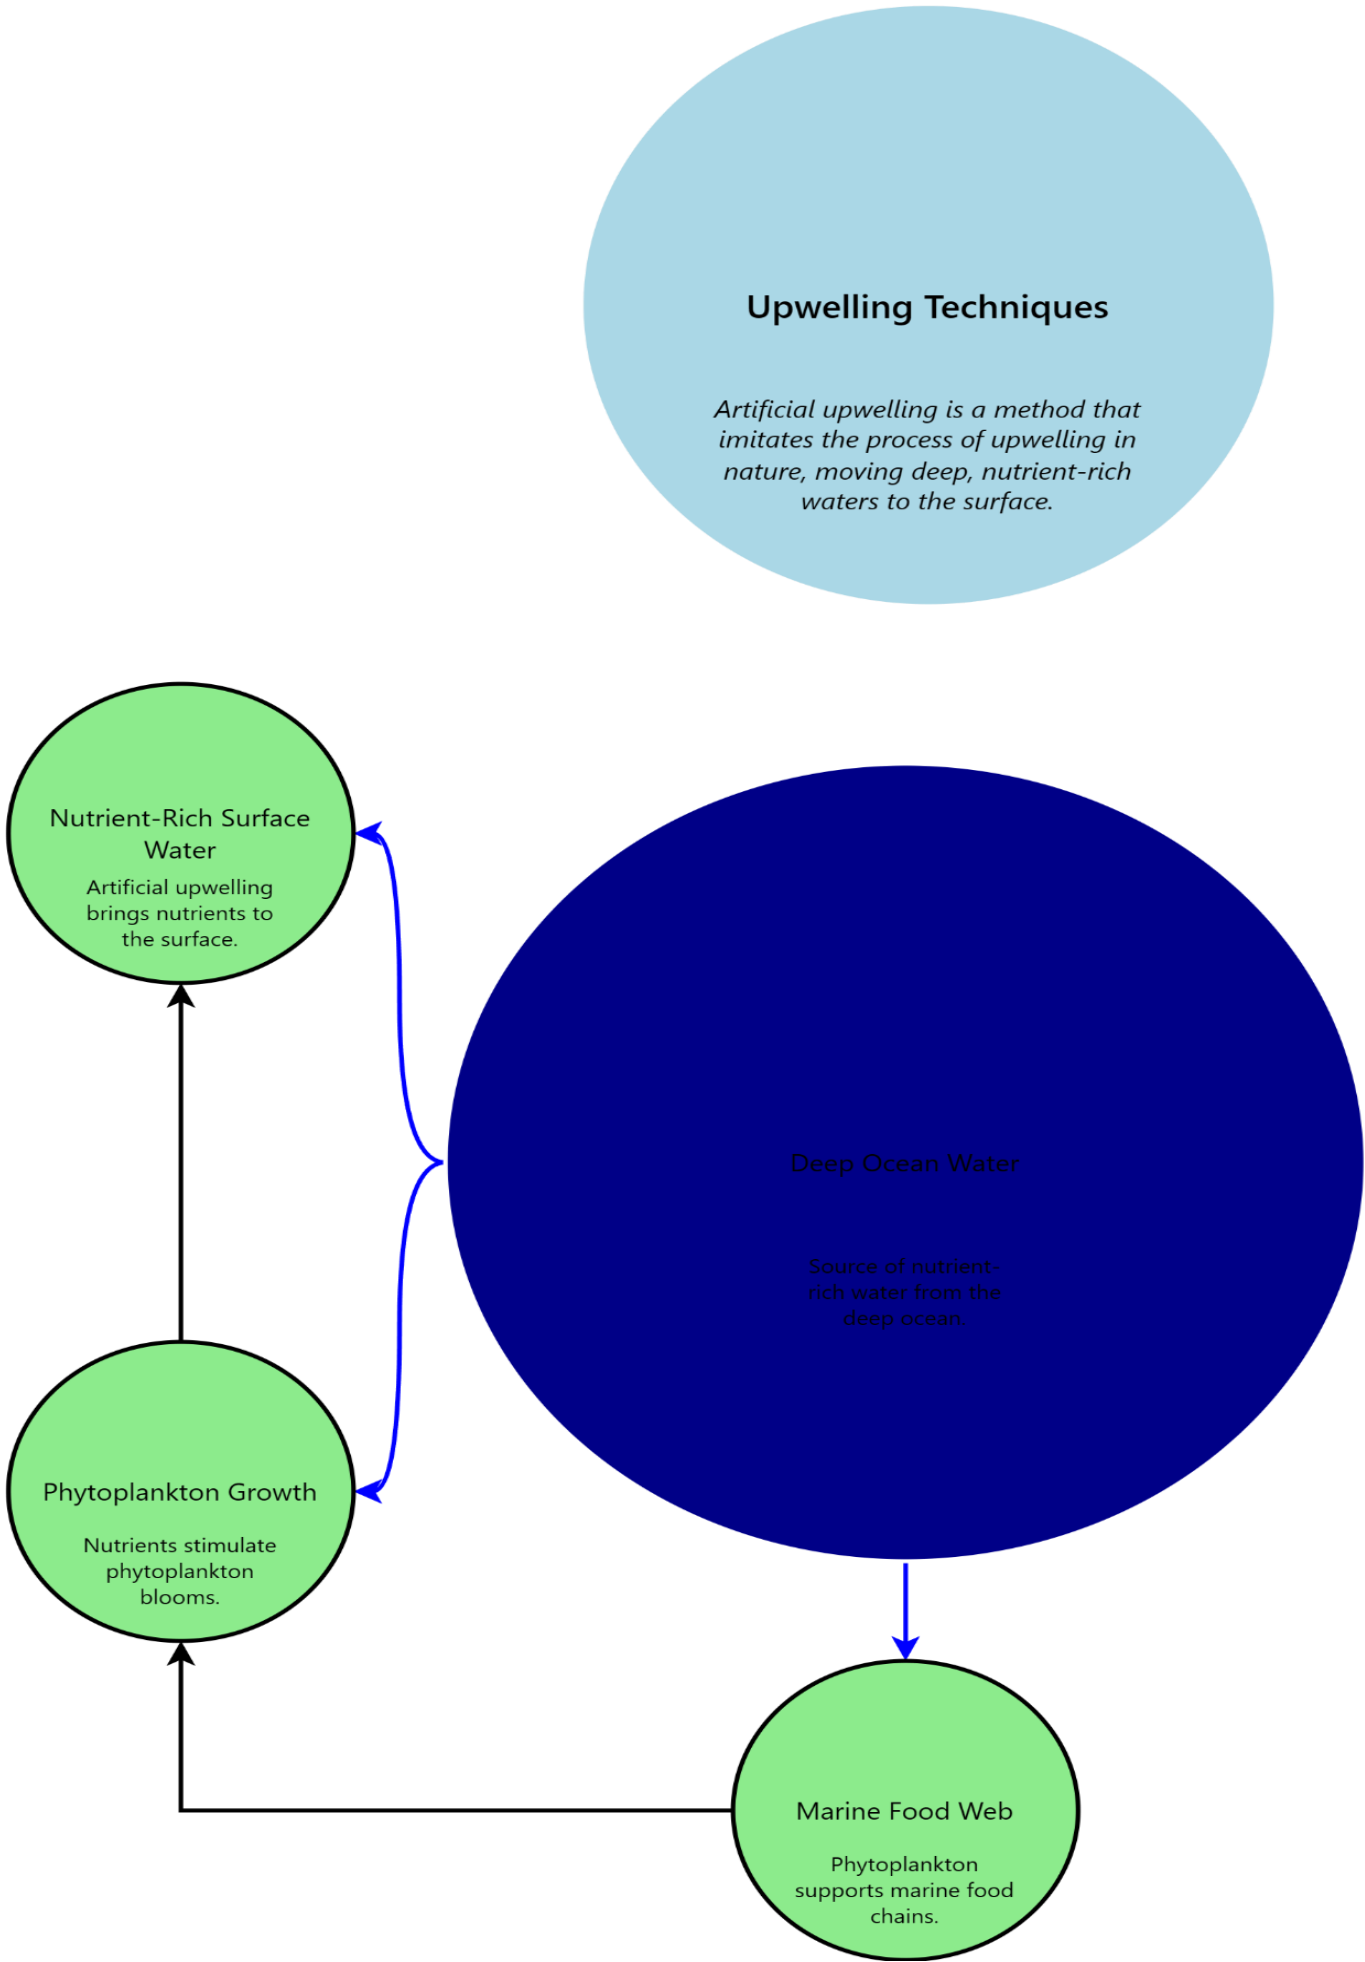 Upwelling Techniques
Artificial upwelling is a method that
imitates the process of upwelling in
nature, moving deep, nutrient-rich
waters to the surface.
Nutrient-Rich Surface
Water
Artificial upwelling
brings nutrients to
the surface.
Deep Ocean Water
Source of nutrient-
rich water from the
deep ocean.
Phytoplankton Growth
Nutrients stimulate
phytoplankton
blooms.
Marine Food Web
Phytoplankton
supports marine food
chains.